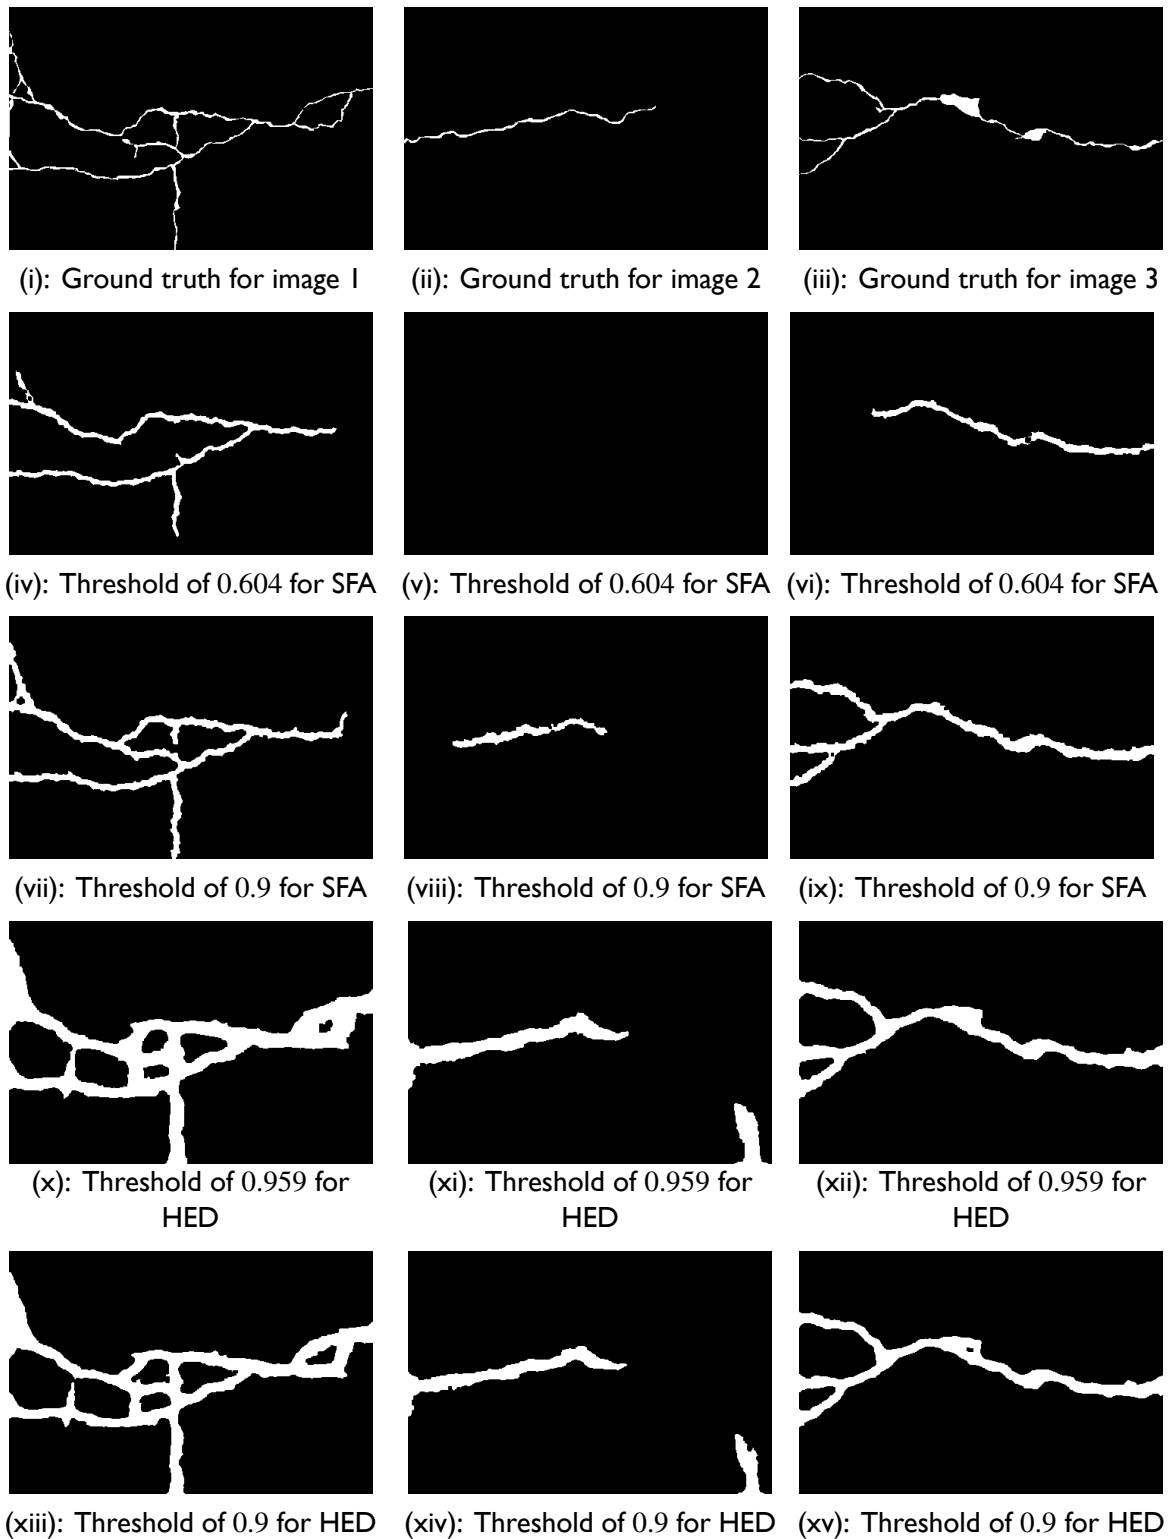 (i): Ground truth for image 1
(ii): Ground truth for image 2
(iii): Ground truth for image 3
(iv): Threshold of 0.604 for SFA
(v): Threshold of 0.604 for SFA
(vi): Threshold of 0.604 for SFA
(vii): Threshold of 0.9 for SFA
(viii): Threshold of 0.9 for SFA
(ix): Threshold of 0.9 for SFA
(x): Threshold of 0.959 for
HED
(xi): Threshold of 0.959 for
HED
(xii): Threshold of 0.959 for
HED
(xiii): Threshold of 0.9 for HED
(xiv): Threshold of 0.9 for HED
(xv): Threshold of 0.9 for HED